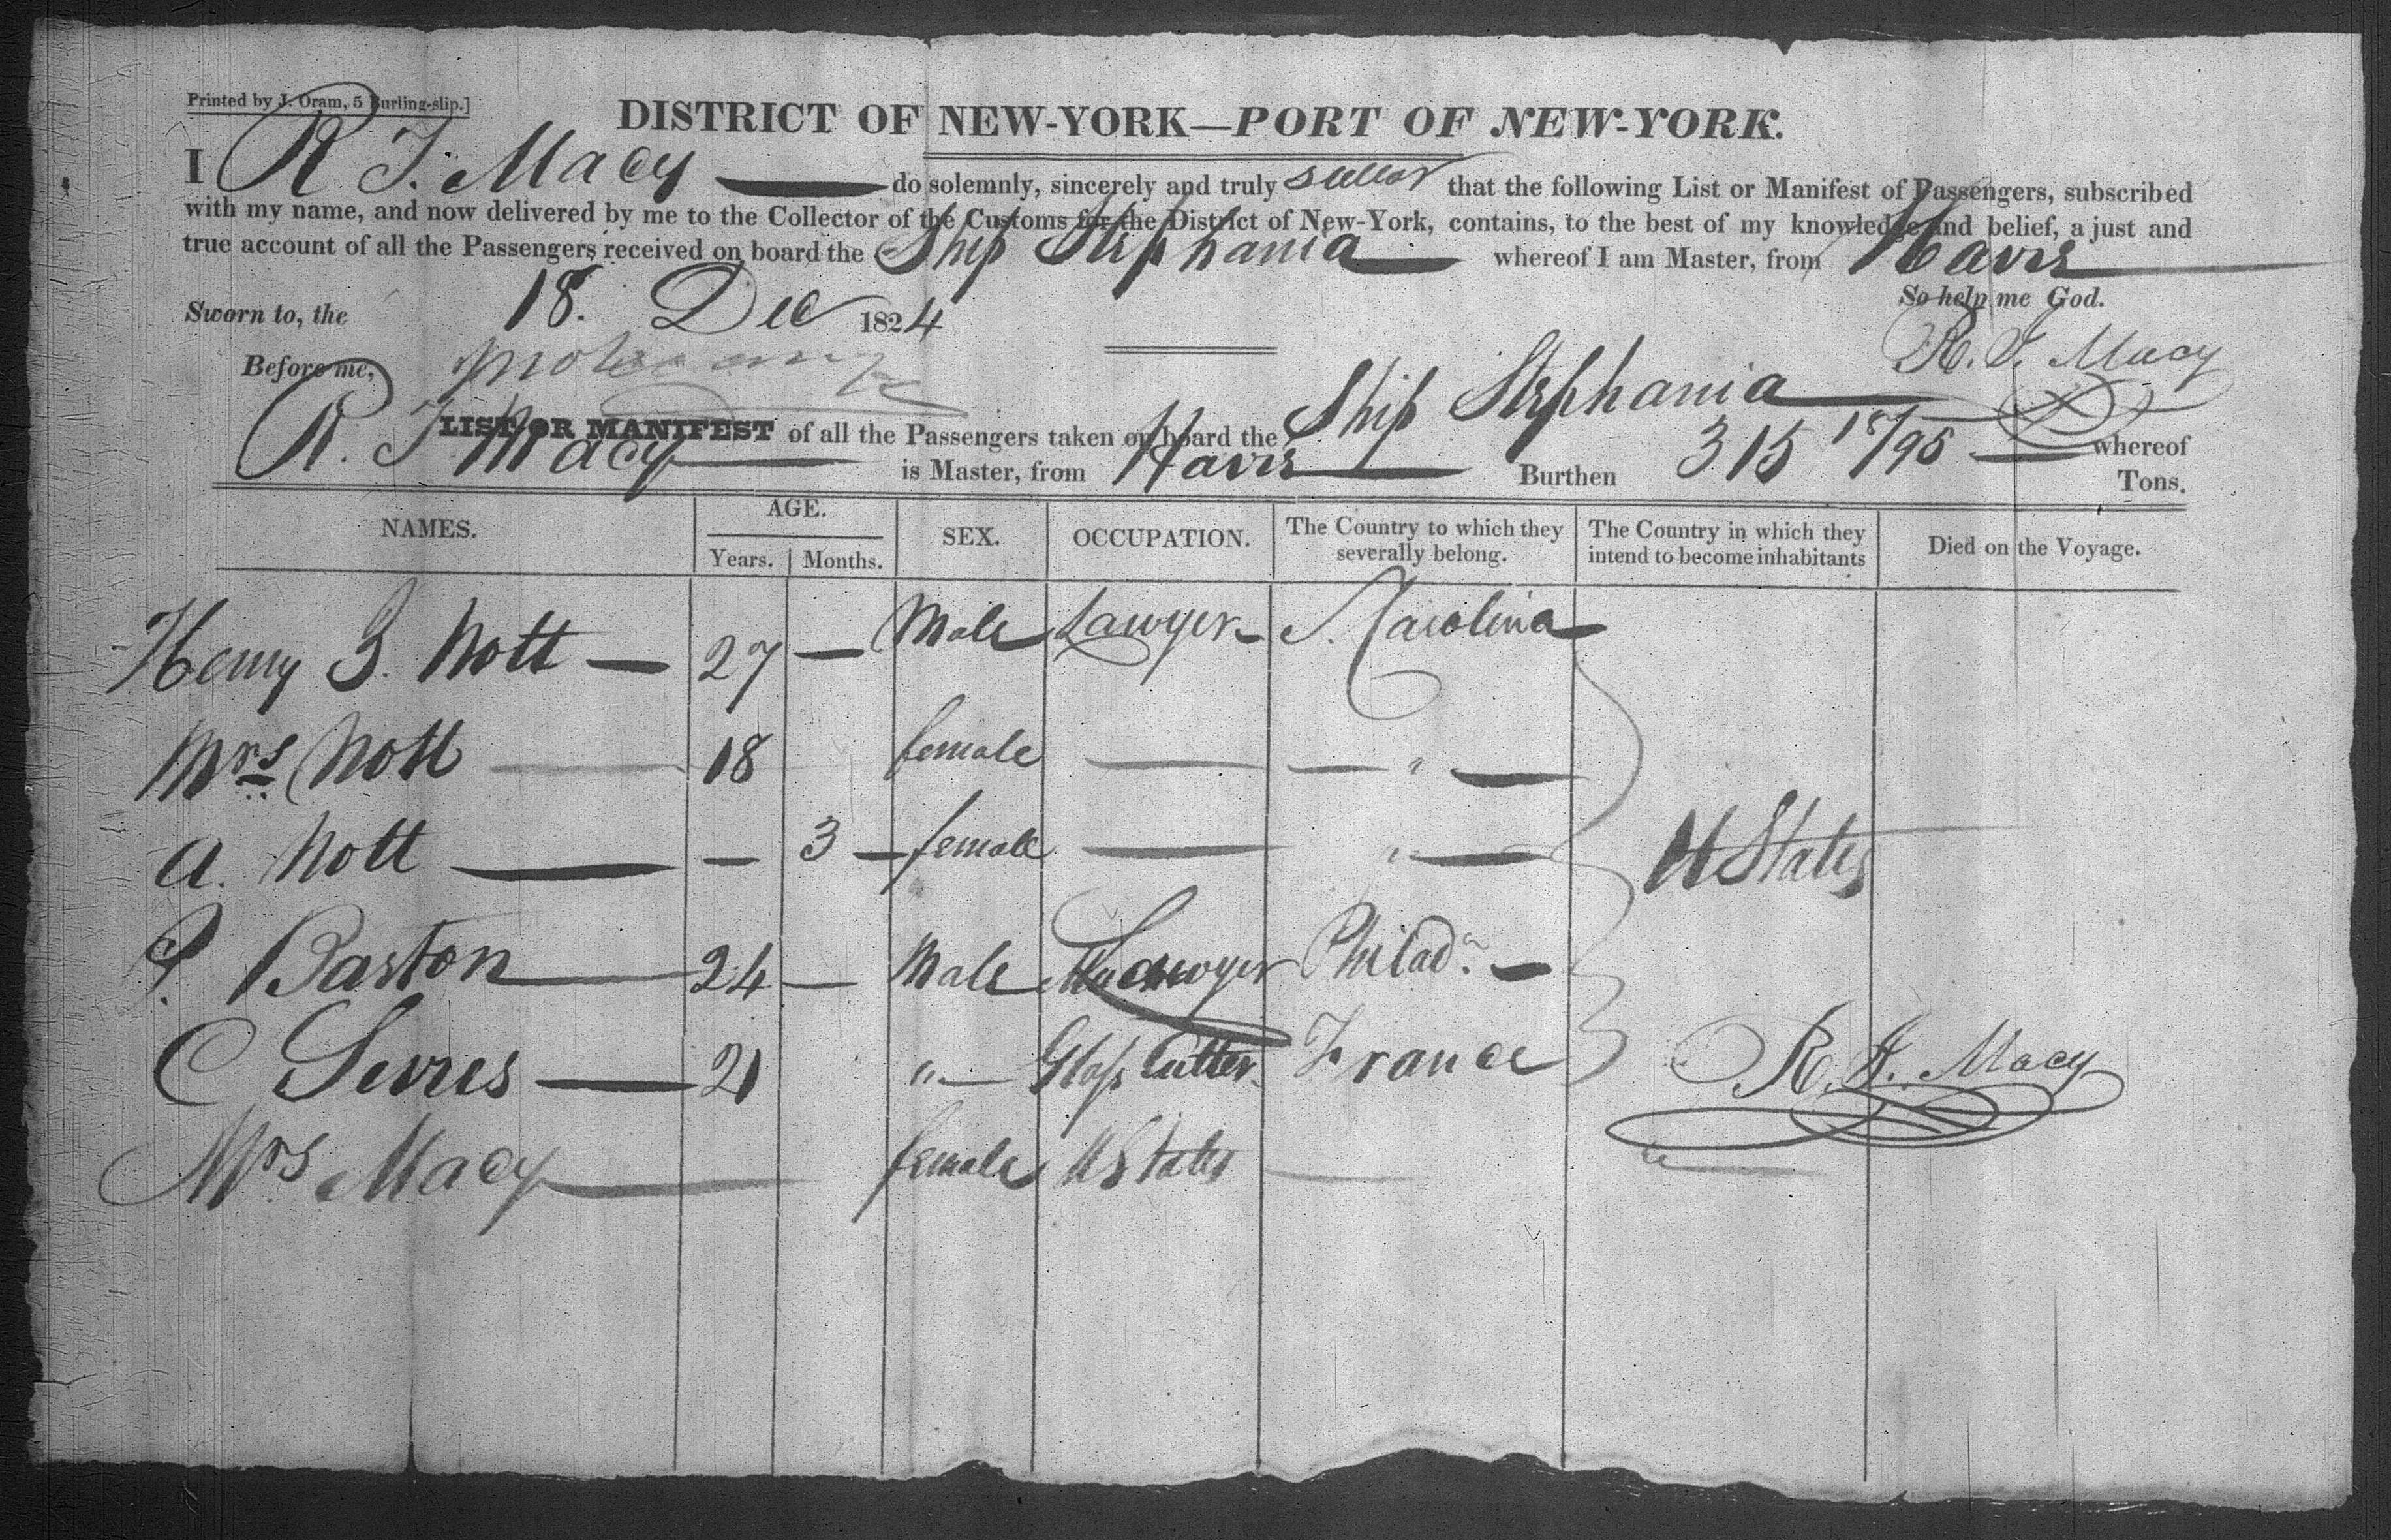 Printed by J. Oram, 5 Burling-slip.]
DISTRICT OF NEW-YORK—PORT OF NEW-YORK.
I R. J. Macy do solemnly, sincerely and truly swear that the following List or Manifest of Passengers, subscribed
with my name, and now delivered by me to the Collector of the Customs for the District of New-York, contains, to the best of my knowledge and belief, a just and
true account of all the Passengers received on board the Ship Stephania whereof I am Master, from Havre
So help me God.
Sworn to, the 18. Dec 1824
R. J. Macy
Before me,
LIST OR MANIFEST of all the Passengers taken on board the Ship Stephania whereof
R. J. Macy is Master, from Havre Burthen 315 /95 Tons.
NAMES. AGE. Years. Months. SEX. OCCUPATION. The Country to which they severally belong. The Country in which they intend to become inhabitants Died on the Voyage.
Henry J. Nott — 27 — Male Lawyer S. Carolina
Mrs Nott — 18 female — — " —
A. Nott — — 3 — female — " — U States
Barton — 24 — Male Lawyer Philada. —
C Serres — 21 "— Glass Cutter France
R. J. Macy
Mrs Macy — female U States —